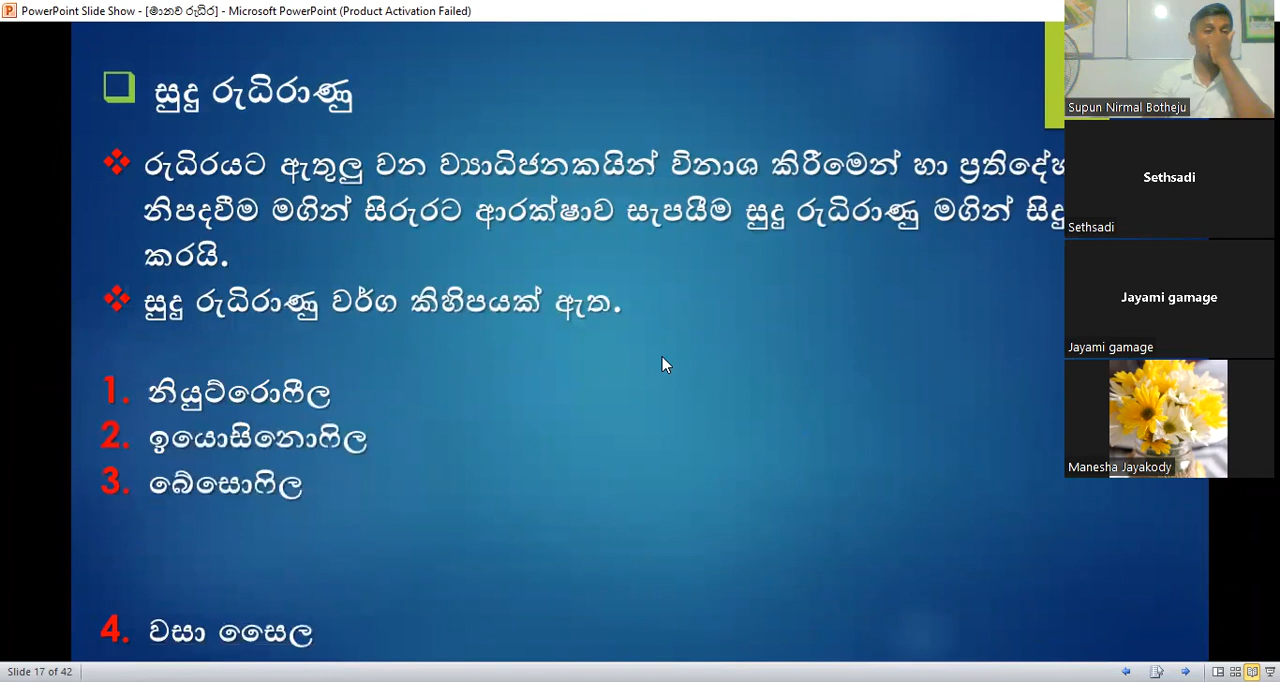 PowerPoint Slide Show - [මානව රුධිර] - Microsoft PowerPoint (Product Activation Failed)
සුදු රුධිරාණු
රුධිරයට ඇතුලු වන ව්‍යාධිජනකයින් විනාශ කිරීමෙන් හා
නිපදවීම මගින් සිරුරට ආරක්ෂාව සැපයීම සුදු රුධිරාණු මගින් සිදු
කරයි.
සුදු රුධිරාණු වර්ග කිහිපයක් ඇත.
1. නියුට්රොෆීල
2. ඉයොසිනොෆිල
3. බේසොෆිල
4. වසා සෛල
Slide 17 of 42
Supun Nirmal Botheju
Sethsadi
Sethsadi
Jayami gamage
Jayami gamage
Manesha Jayakody